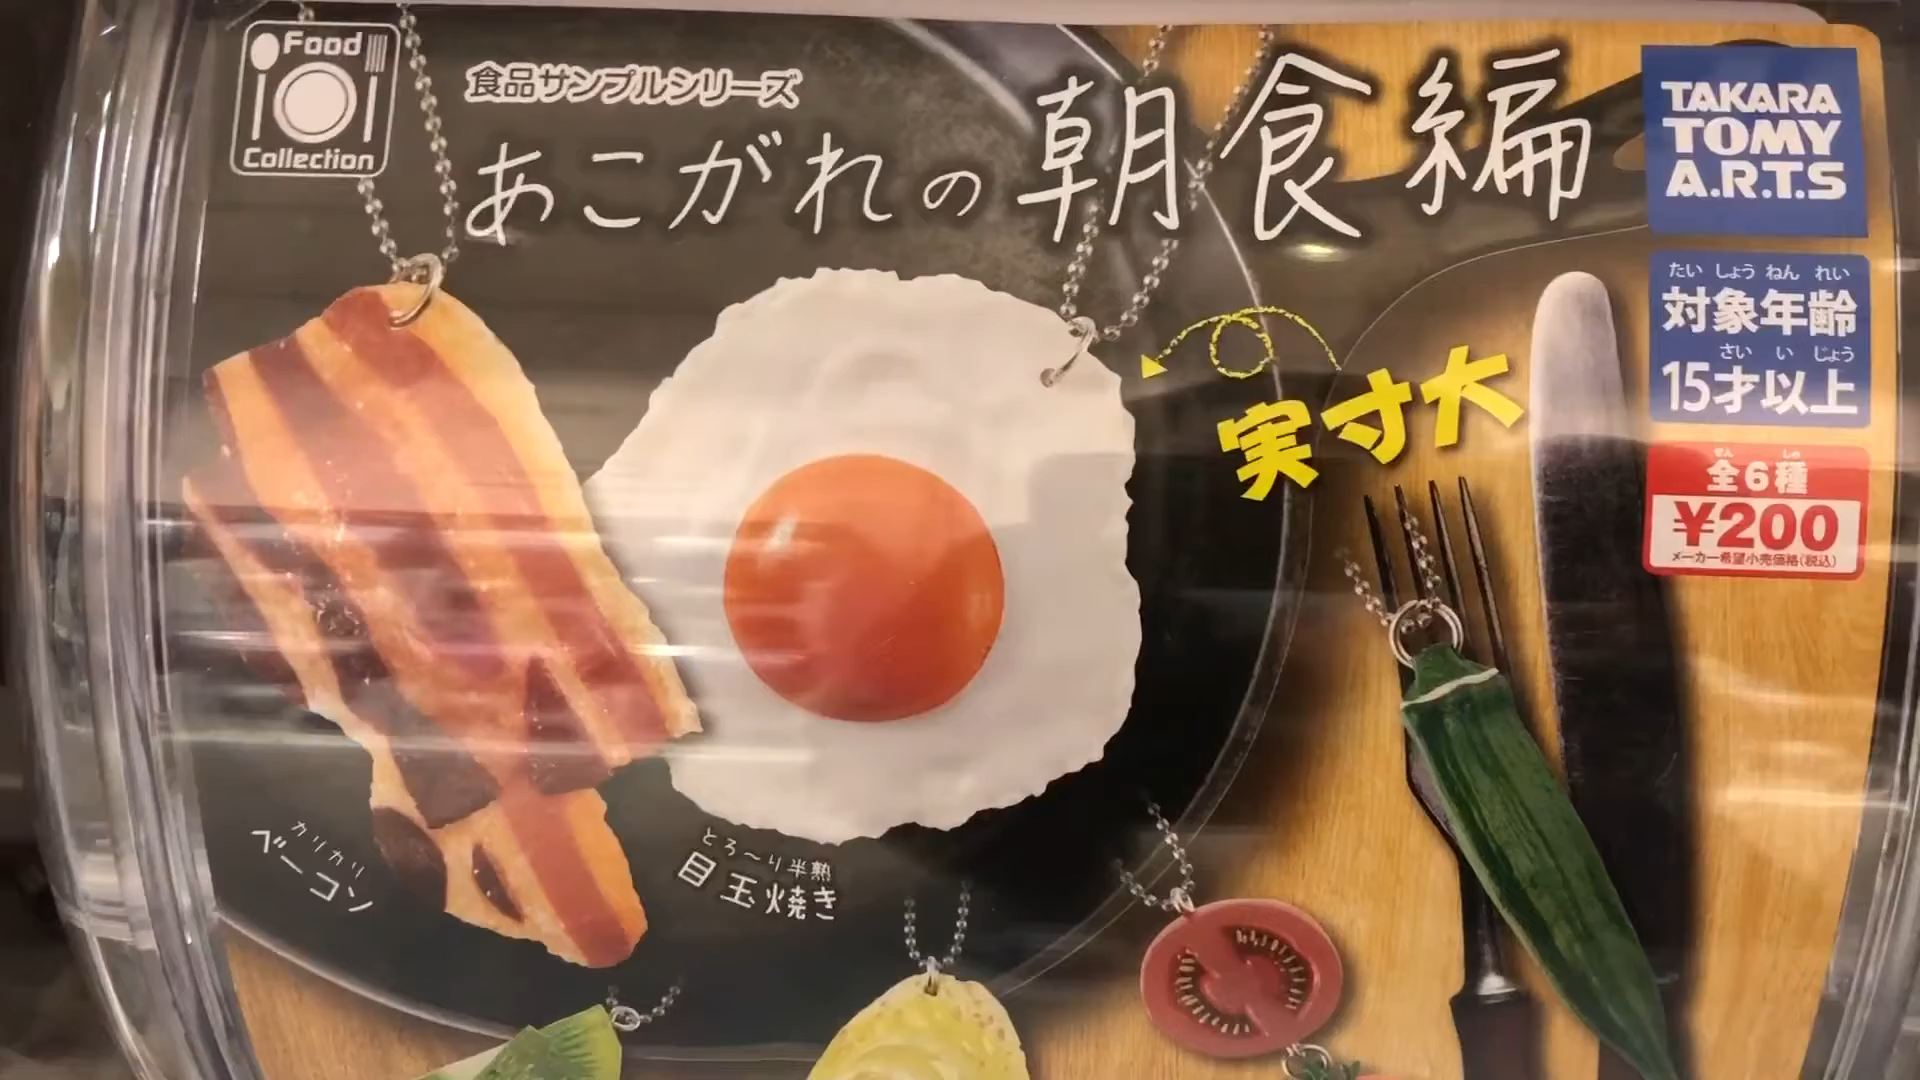 Food
Collection
食品サンプルシリーズ
あこがれの朝食編
TAKARA
TOMY
A.R.T.S
たい しょう ねん れい
対象年齢
さい い じょう
15才以上
ぜん しゅ
全6種
¥200
メーカー希望小売価格(税込)
実寸大
カリカリ
ベーコン
とろ〜り半熟
目玉焼き